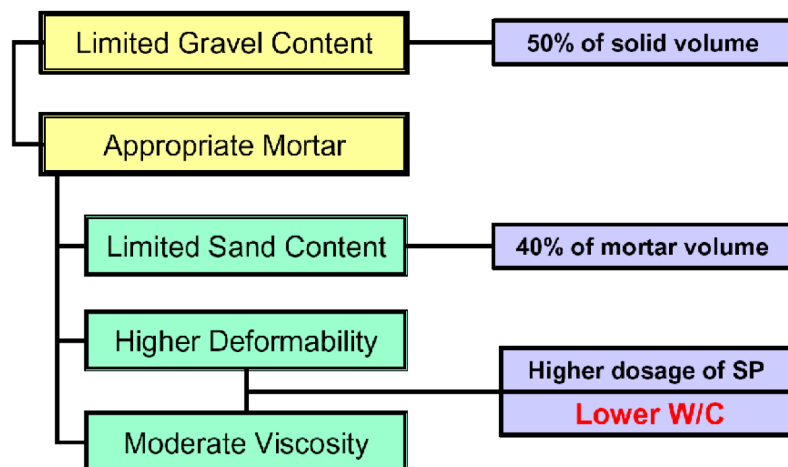 Limited Gravel Content
50% of solid volume
Appropriate Mortar
Limited Sand Content
40% of mortar volume
Higher Deformability
Higher dosage of SP
Lower W/C
Moderate Viscosity